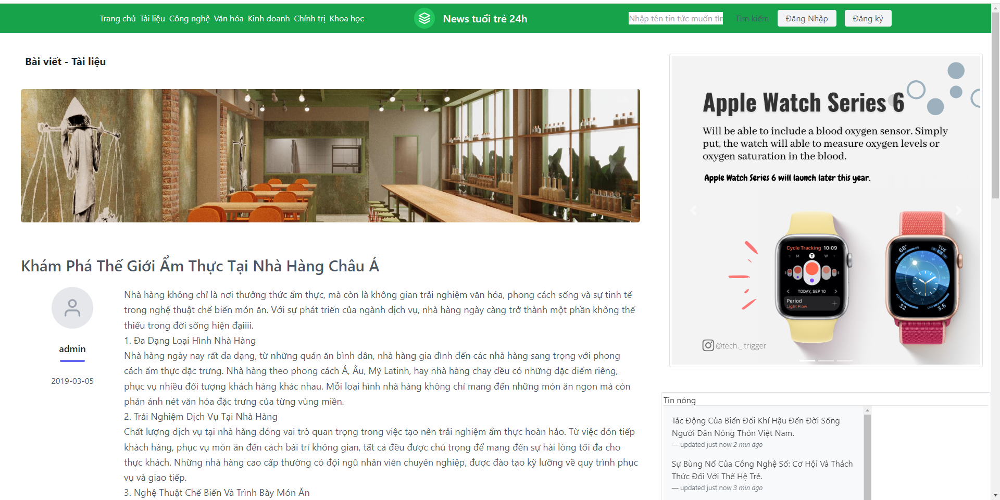 Trang chủ Tài liệu Công nghệ Văn hóa Kinh doanh Chính trị Khoa học
News tuổi trẻ 24h
Nhập tên tin tức muốn tìm
Tìm kiếm
Đăng Nhập
Đăng ký
Bài viết - Tài liệu
Khám Phá Thế Giới Ẩm Thực Tại Nhà Hàng Châu Á
admin
2019-03-05
Nhà hàng không chỉ là nơi thưởng thức ẩm thực, mà còn là không gian trải nghiệm văn hóa, phong cách sống và sự tinh tế
trong nghệ thuật chế biến món ăn. Với sự phát triển của ngành dịch vụ, nhà hàng ngày càng trở thành một phần không thể
thiếu trong đời sống hiện đạiiii.
1. Đa Dạng Loại Hình Nhà Hàng
Nhà hàng ngày nay rất đa dạng, từ những quán ăn bình dân, nhà hàng gia đình đến các nhà hàng sang trọng với phong
cách ẩm thực đặc trưng. Nhà hàng theo phong cách Á, Âu, Mỹ Latinh, hay nhà hàng chay đều có những đặc điểm riêng,
phục vụ nhiều đối tượng khách hàng khác nhau. Mỗi loại hình nhà hàng không chỉ mang đến những món ăn ngon mà còn
phản ánh nét văn hóa đặc trưng của từng vùng miền.
2. Trải Nghiệm Dịch Vụ Tại Nhà Hàng
Chất lượng dịch vụ tại nhà hàng đóng vai trò quan trọng trong việc tạo nên trải nghiệm ẩm thực hoàn hảo. Từ việc đón tiếp
khách hàng, phục vụ món ăn đến cách bài trí không gian, tất cả đều được chú trọng để mang đến sự hài lòng tối đa cho
thực khách. Những nhà hàng cao cấp thường có đội ngũ nhân viên chuyên nghiệp, được đào tạo kỹ lưỡng về quy trình phục
vụ và giao tiếp.
3. Nghệ Thuật Chế Biến Và Trình Bày Món Ăn
Apple Watch Series 6
Will be able to include a blood oxygen sensor. Simply
put, the watch will able to measure oxygen levels or
oxygen saturation in the blood.
Apple Watch Series 6 will launch later this year.
Cycle Tracking 10:09
S M T W T
TODAY, SEP 10
Period
Light Flow
68°
TUE
10
AQI
32
UVI
3.6
@tech._.trigger
Tin nóng
Tác Động Của Biến Đổi Khí Hậu Đến Đời Sống
Người Dân Nông Thôn Việt Nam.
— updated just now 2 min ago
Sự Bùng Nổ Của Công Nghệ Số: Cơ Hội Và Thách
Thức Đối Với Thế Hệ Trẻ.
— updated just now 3 min ago